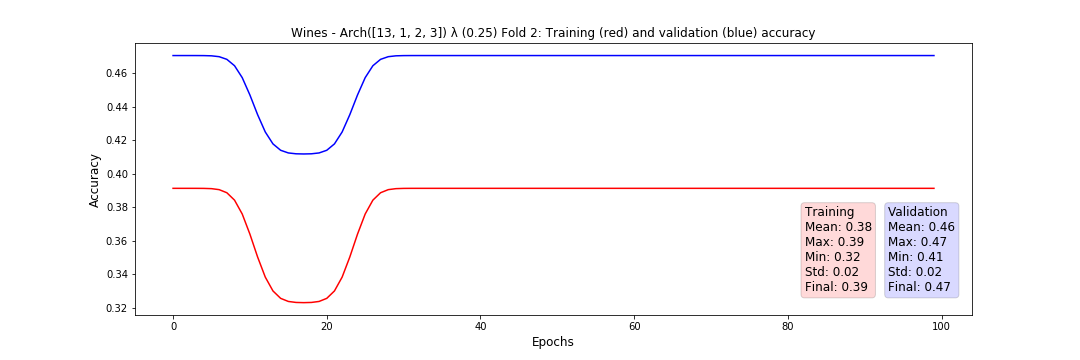 Wines - Arch([13, 1, 2, 3]) λ (0.25) Fold 2: Training (red) and validation (blue) accuracy
Accuracy
0.46
0.44
0.42
0.40
0.38
0.36
0.34
0.32
Training
Mean: 0.38
Max: 0.39
Min: 0.32
Std: 0.02
Final: 0.39
Validation
Mean: 0.46
Max: 0.47
Min: 0.41
Std: 0.02
Final: 0.47
0 20 40 60 80 100
Epochs